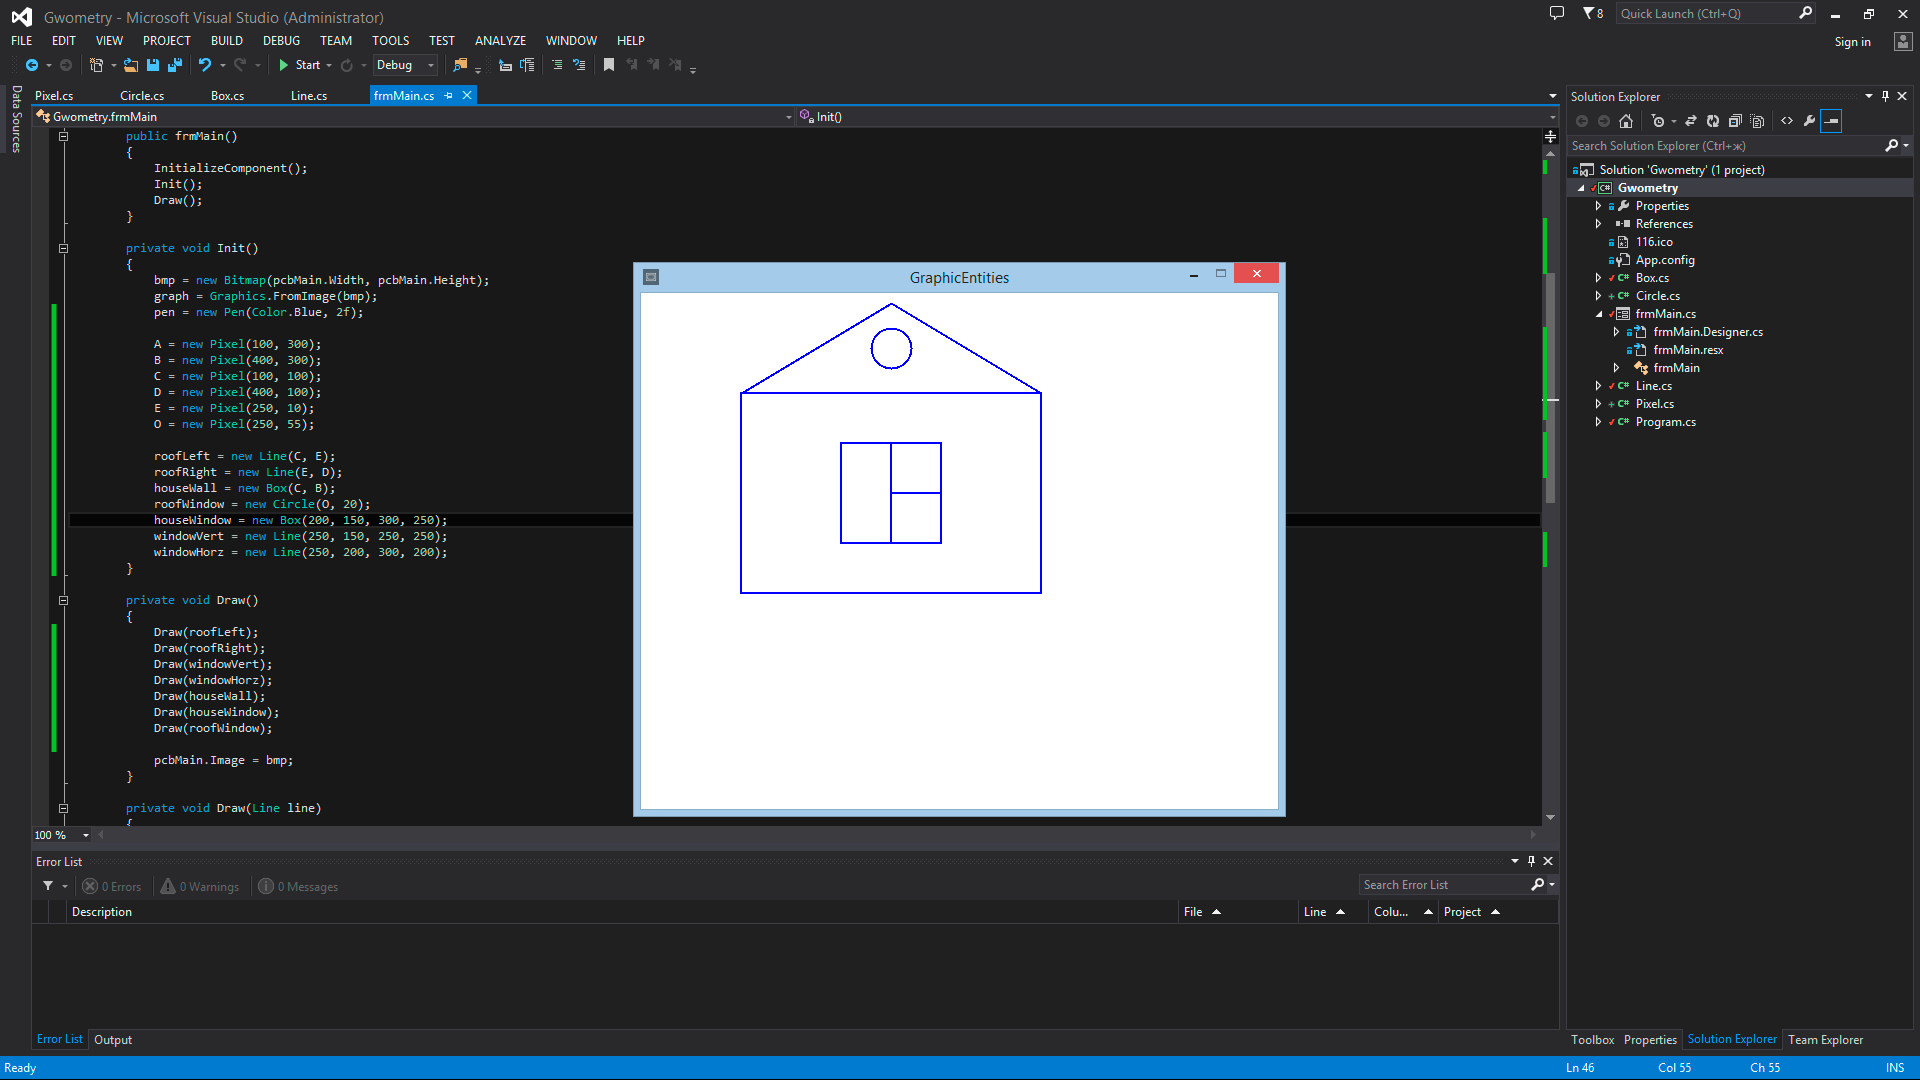 Gwometry - Microsoft Visual Studio (Administrator)
8
Quick Launch (Ctrl+Q)
FILE EDIT VIEW PROJECT BUILD DEBUG TEAM TOOLS TEST ANALYZE WINDOW HELP
Sign in
Start Debug
Data Sources
Pixel.cs Circle.cs Box.cs Line.cs frmMain.cs
Gwometry.frmMain Init()
public frmMain()
{
InitializeComponent();
Init();
Draw();
}
private void Init()
{
bmp = new Bitmap(pcbMain.Width, pcbMain.Height);
graph = Graphics.FromImage(bmp);
pen = new Pen(Color.Blue, 2f);
A = new Pixel(100, 300);
B = new Pixel(400, 300);
C = new Pixel(100, 100);
D = new Pixel(400, 100);
E = new Pixel(250, 10);
O = new Pixel(250, 55);
roofLeft = new Line(C, E);
roofRight = new Line(E, D);
houseWall = new Box(C, B);
roofWindow = new Circle(O, 20);
houseWindow = new Box(200, 150, 300, 250);
windowVert = new Line(250, 150, 250, 250);
windowHorz = new Line(250, 200, 300, 200);
}
private void Draw()
{
Draw(roofLeft);
Draw(roofRight);
Draw(windowVert);
Draw(windowHorz);
Draw(houseWall);
Draw(houseWindow);
Draw(roofWindow);
pcbMain.Image = bmp;
}
private void Draw(Line line)
{
100 %
GraphicEntities
Solution Explorer
Search Solution Explorer (Ctrl+ж)
Solution 'Gwometry' (1 project)
C# Gwometry
Properties
References
116.ico
App.config
C# Box.cs
C# Circle.cs
frmMain.cs
frmMain.Designer.cs
frmMain.resx
frmMain
C# Line.cs
C# Pixel.cs
C# Program.cs
Error List
0 Errors 0 Warnings 0 Messages
Search Error List
Description File Line Colu... Project
Error List Output
Toolbox Properties Solution Explorer Team Explorer
Ready Ln 46 Col 55 Ch 55 INS